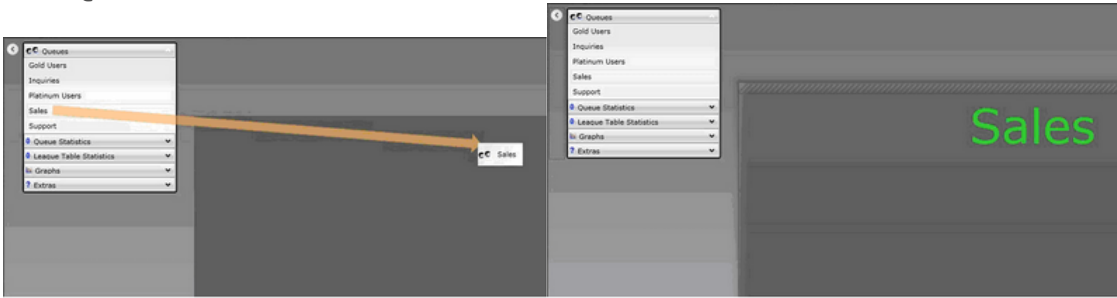 Queues
Gold Users
Inquiries
Platinum Users
Sales
Support
Queue Statistics
League Table Statistics
Graphs
? Extras
Sales
Queues
Gold Users
Inquiries
Platinum Users
Sales
Support
Queue Statistics
League Table Statistics
Graphs
? Extras
Sales